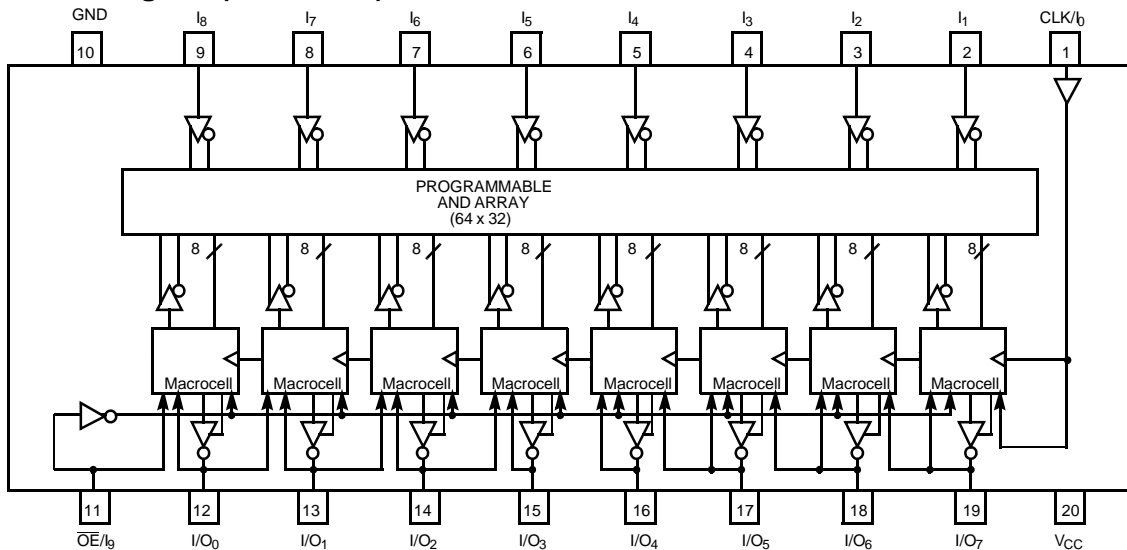 GND I8 I7 I6 I5 I4 I3 I2 I1 CLK/I0
10 9 8 7 6 5 4 3 2 1
PROGRAMMABLE
AND ARRAY
(64 x 32)
8 8 8 8 8 8 8 8
Macrocell Macrocell Macrocell Macrocell Macrocell Macrocell Macrocell Macrocell
11 12 13 14 15 16 17 18 19 20
O̅E̅/I9 I/O0 I/O1 I/O2 I/O3 I/O4 I/O5 I/O6 I/O7 VCC